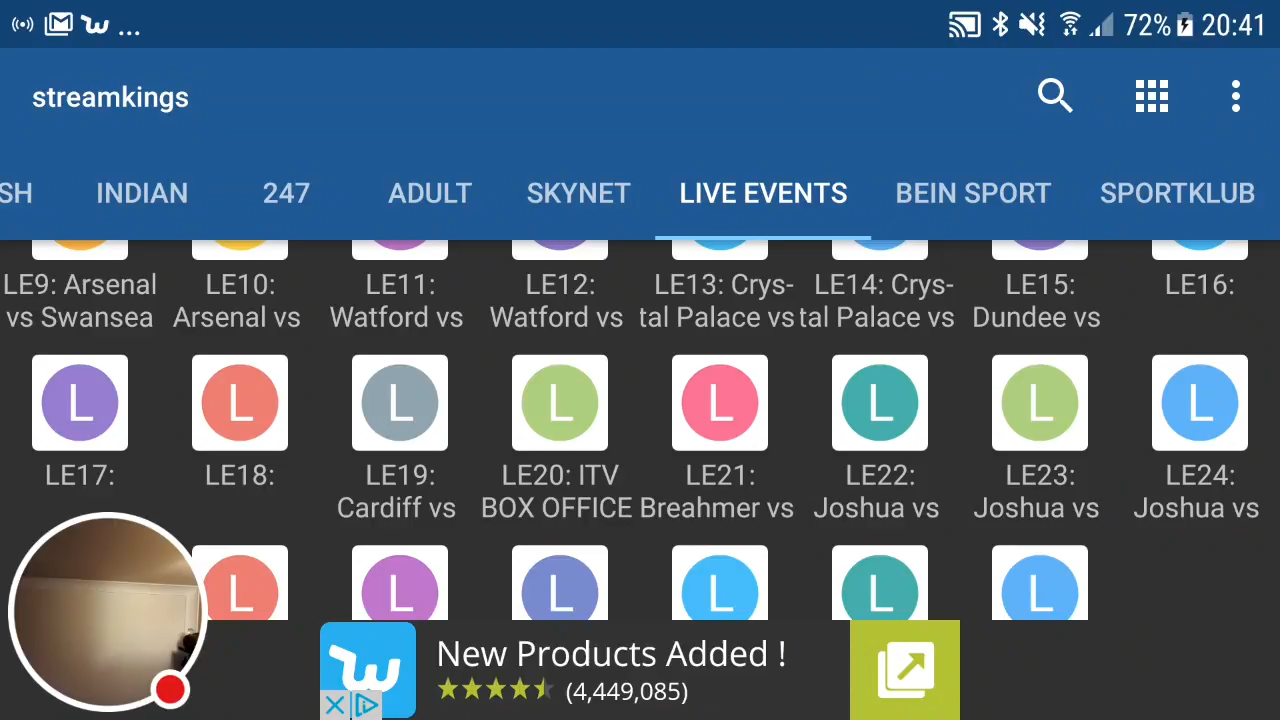 ... 72% 20:41
streamkings
SH INDIAN 247 ADULT SKYNET LIVE EVENTS BEIN SPORT SPORTKLUB
LE9: Arsenal LE10: LE11: LE12: LE13: Crys- LE14: Crys- LE15: LE16:
vs Swansea Arsenal vs Watford vs Watford vs tal Palace vs tal Palace vs Dundee vs
L L L L L L L L
LE17: LE18: LE19: LE20: ITV LE21: LE22: LE23: LE24:
Cardiff vs BOX OFFICE Breahmer vs Joshua vs Joshua vs Joshua vs
L L L L L L
New Products Added !
(4,449,085)